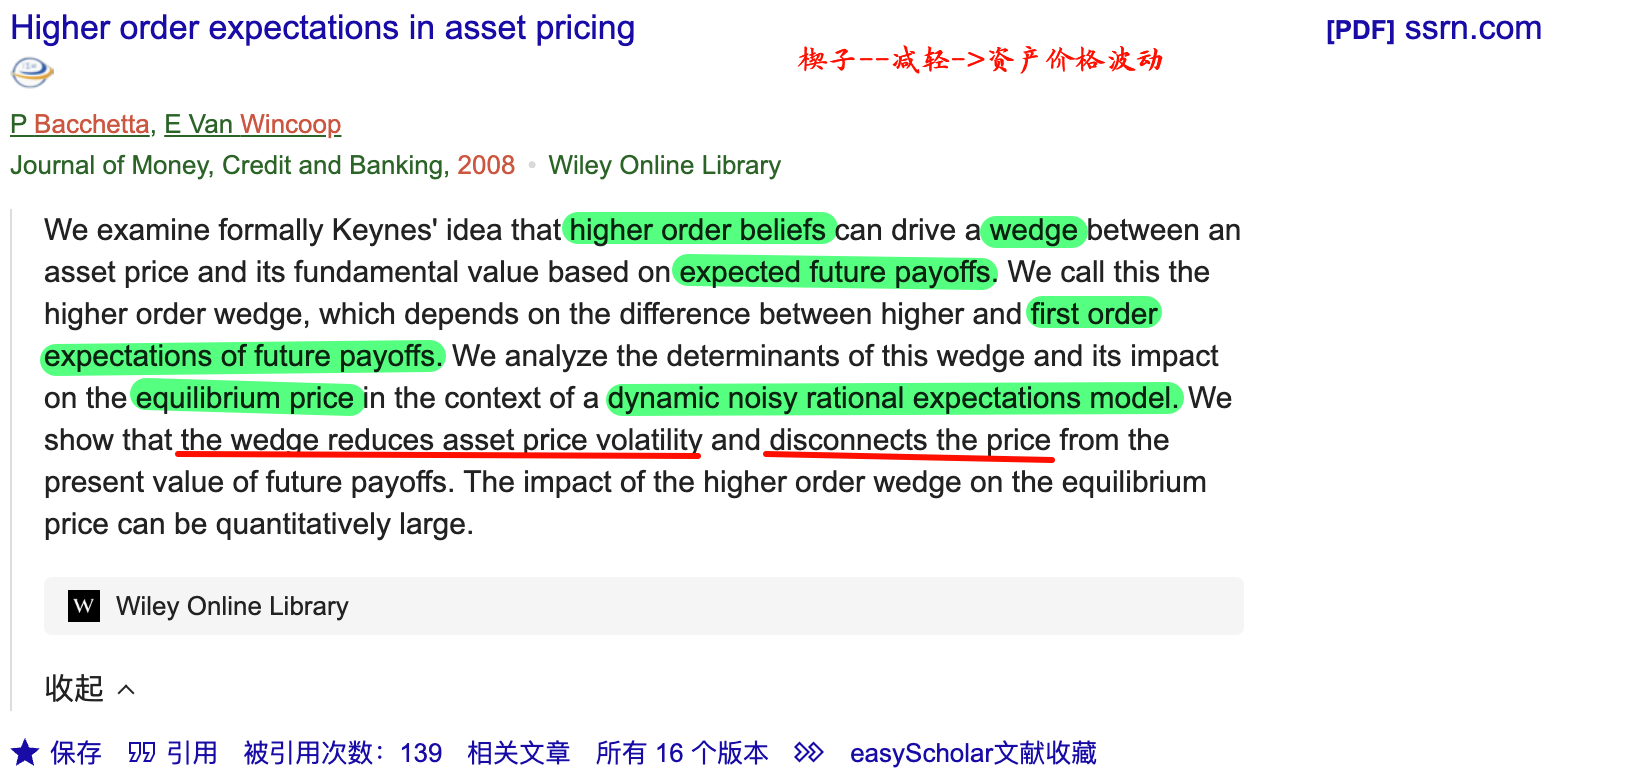 Higher order expectations in asset pricing
[PDF] ssrn.com
楔子--减轻->資产价格波动
P Bacchetta, E Van Wincoop
Journal of Money, Credit and Banking, 2008 • Wiley Online Library
We examine formally Keynes' idea that higher order beliefs can drive a wedge between an
asset price and its fundamental value based on expected future payoffs. We call this the
higher order wedge, which depends on the difference between higher and first order
expectations of future payoffs. We analyze the determinants of this wedge and its impact
on the equilibrium price in the context of a dynamic noisy rational expectations model. We
show that the wedge reduces asset price volatility and disconnects the price from the
present value of future payoffs. The impact of the higher order wedge on the equilibrium
price can be quantitatively large.
W Wiley Online Library
收起
保存 引用 被引用次数：139 相关文章 所有 16 个版本 easyScholar文献收藏